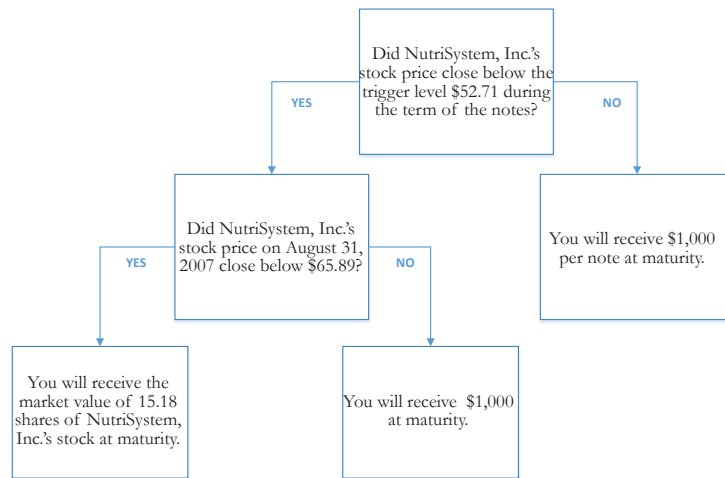 Did NutriSystem, Inc.'s
stock price close below the
trigger level $52.71 during
the term of the notes?
YES
NO
Did NutriSystem, Inc.'s
stock price on August 31,
2007 close below $65.89?
You will receive $1,000
per note at maturity.
YES
NO
You will receive the
market value of 15.18
shares of NutriSystem,
Inc.'s stock at maturity.
You will receive $1,000
at maturity.